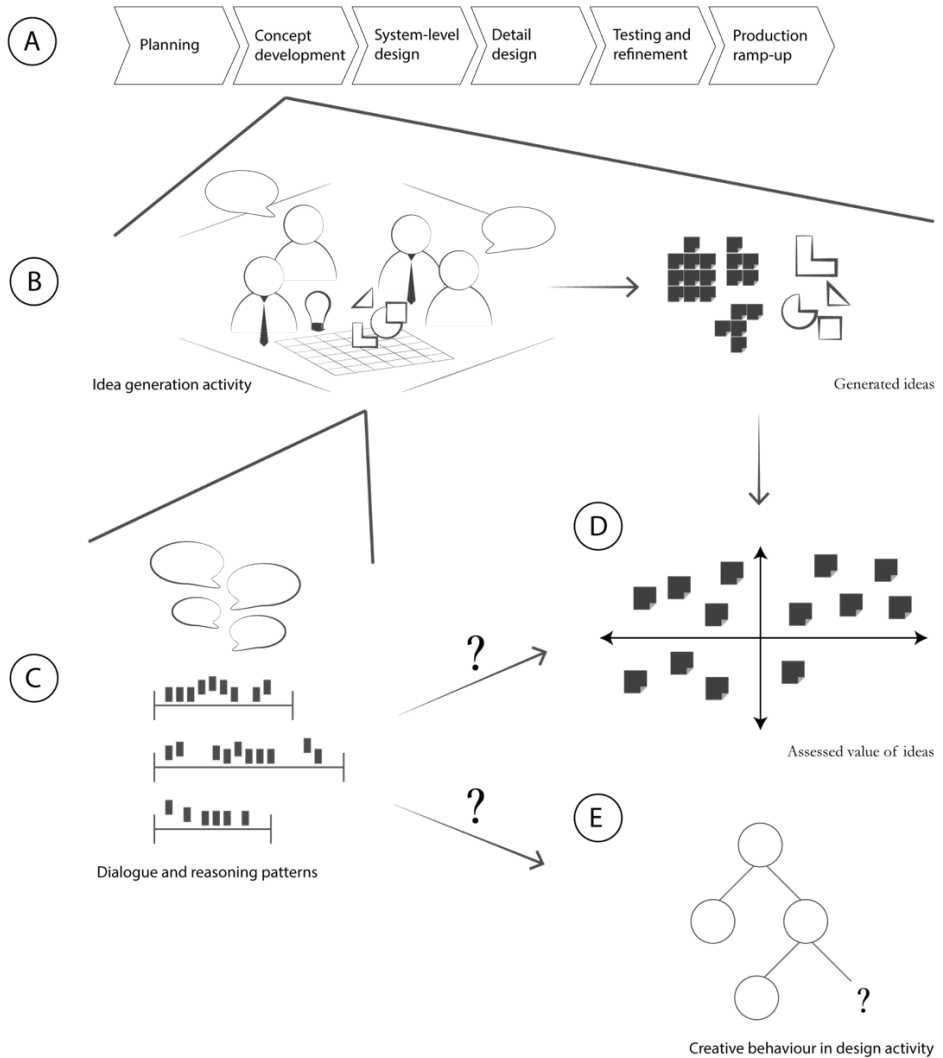 A
Planning
Concept
development
System-level
design
Detail
design
Testing and
refinement
Production
ramp-up
B
Idea generation activity
Generated ideas
D
?
C
Assessed value of ideas
?
E
Dialogue and reasoning patterns
?
Creative behaviour in design activity